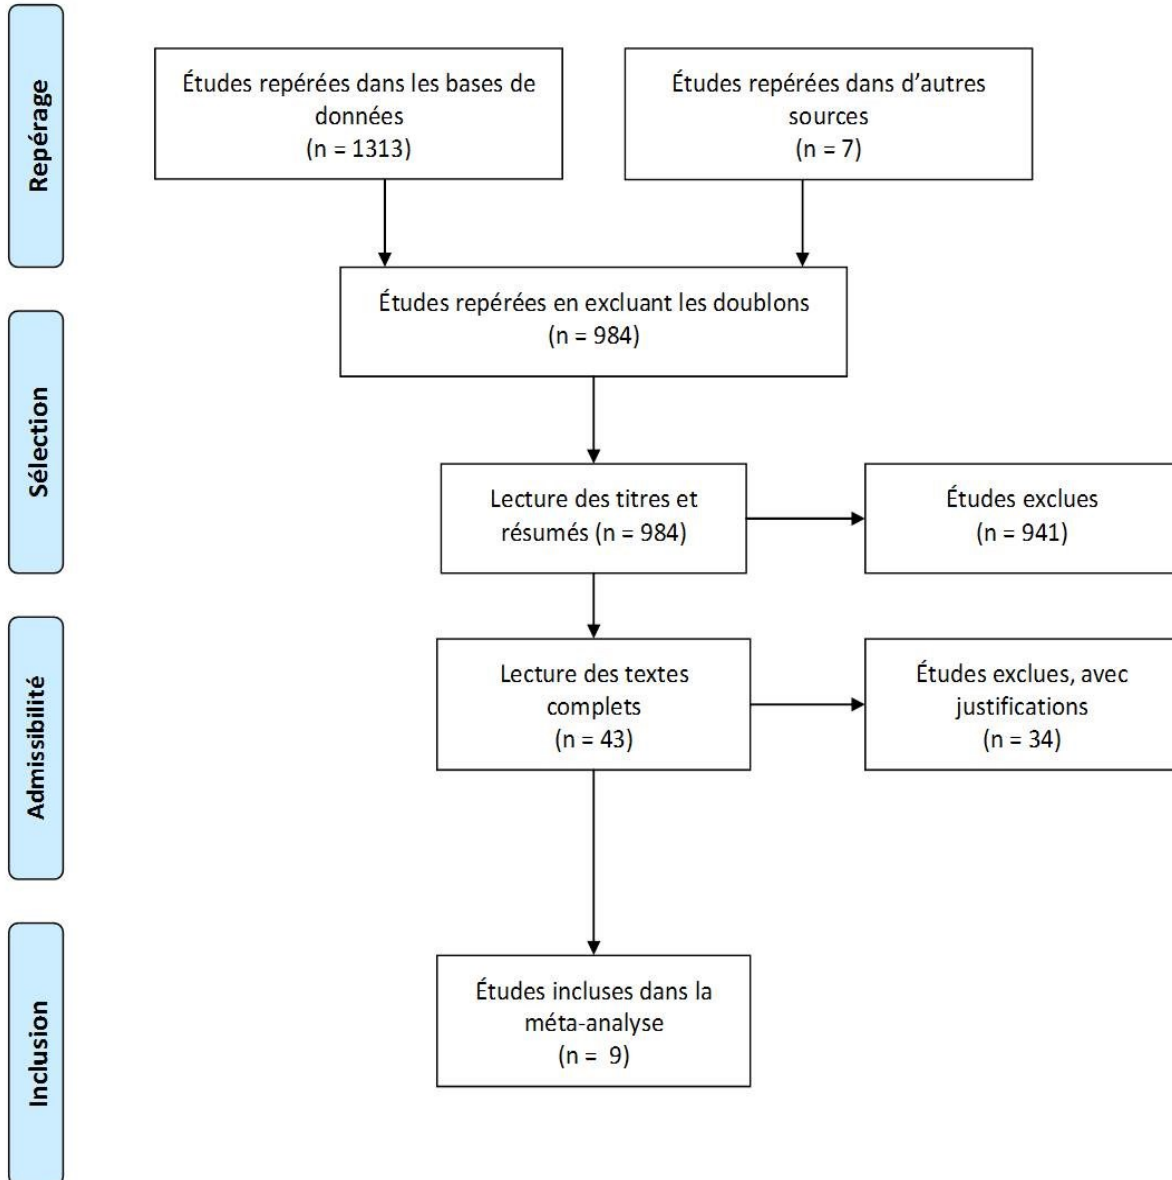 Repérage
Études repérées dans les bases de
données
(n = 1313)
Études repérées dans d’autres
sources
(n = 7)
Études repérées en excluant les doublons
(n = 984)
Sélection
Lecture des titres et
résumés (n = 984)
Études exclues
(n = 941)
Admissibilité
Lecture des textes
complets
(n = 43)
Études exclues, avec
justifications
(n = 34)
Inclusion
Études incluses dans la
méta-analyse
(n =  9)